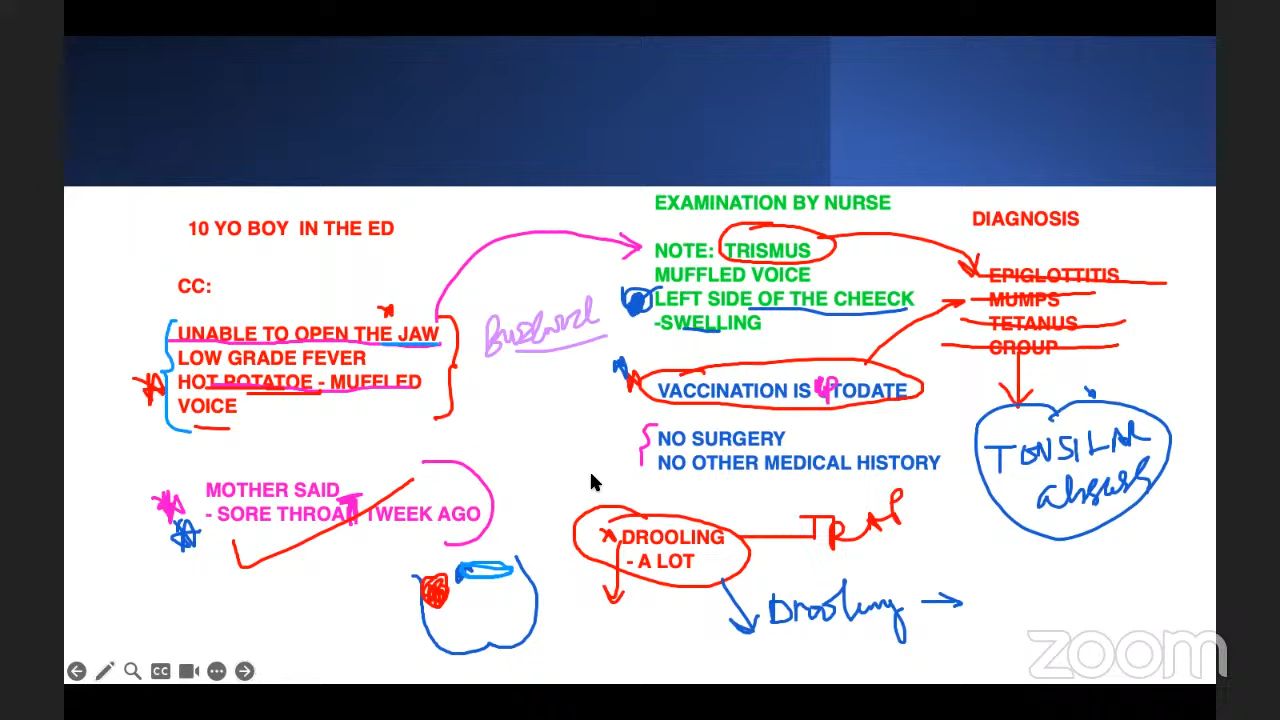 10 YO BOY IN THE ED
CC:
UNABLE TO OPEN THE JAW
LOW GRADE FEVER
HOT POTATOE - MUFFLED
VOICE
MOTHER SAID
- SORE THROAT 1WEEK AGO
EXAMINATION BY NURSE
NOTE: TRISMUS
MUFFLED VOICE
LEFT SIDE OF THE CHEECK
-SWELLING
VACCINATION IS UPTODATE
NO SURGERY
NO OTHER MEDICAL HISTORY
DROOLING
- A LOT
TRAP
Drooling
DIAGNOSIS
EPIGLOTTITIS
MUMPS
TETANUS
CROUP
TONSILAR
abscess
CC
zoom